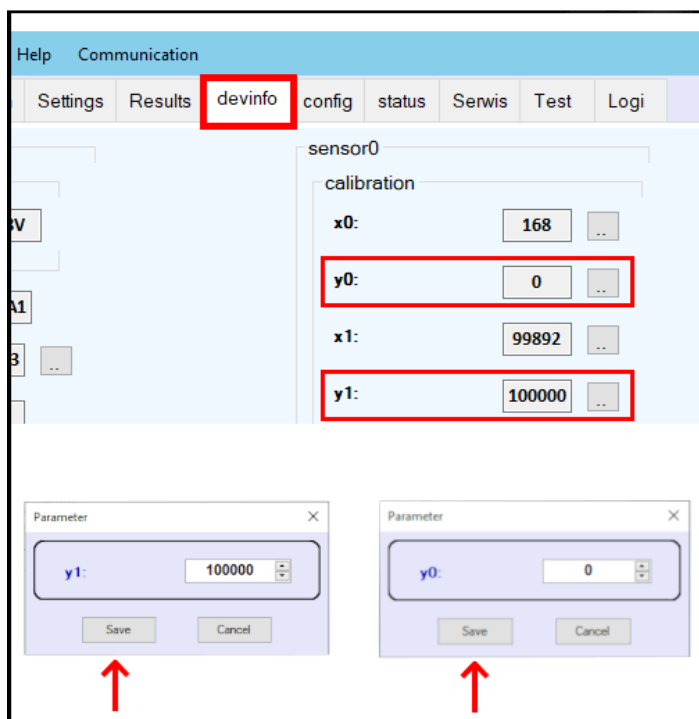 Help Communication
Settings Results devinfo config status Serwis Test Logi
sensor0
calibration
x0: 168 ..
y0: 0 ..
A1
x1: 99892 ..
3 ..
y1: 100000 ..
Parameter
y1: 100000
Save Cancel
Parameter
y0: 0
Save Cancel